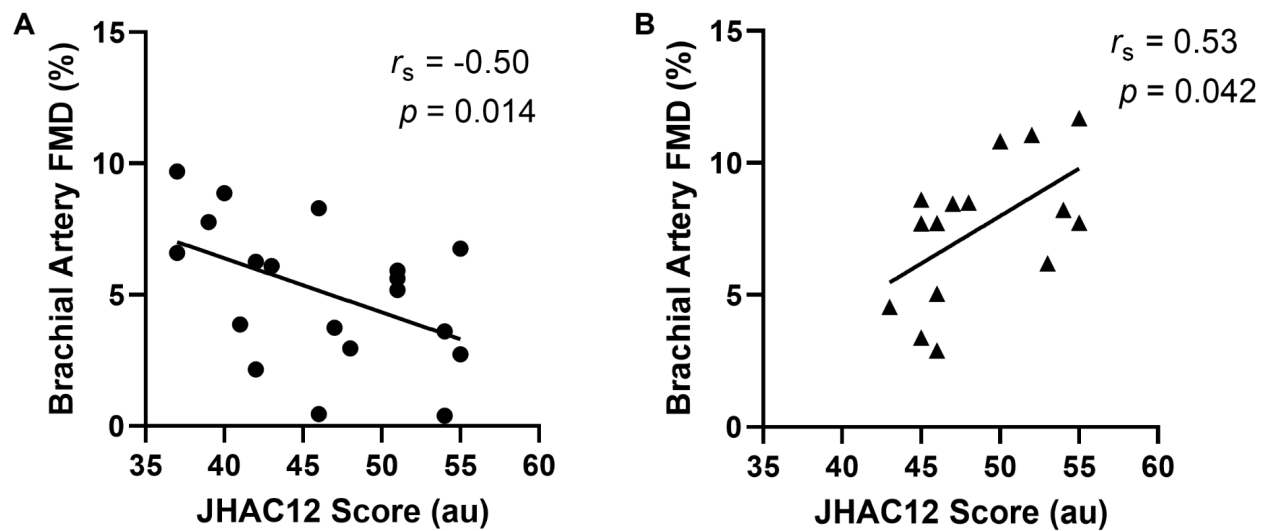 A
Brachial Artery FMD (%)
15
10
5
0
35 40 45 50 55 60
JHAC12 Score (au)
rs = -0.50
p = 0.014
B
Brachial Artery FMD (%)
15
10
5
0
35 40 45 50 55 60
JHAC12 Score (au)
rs = 0.53
p = 0.042